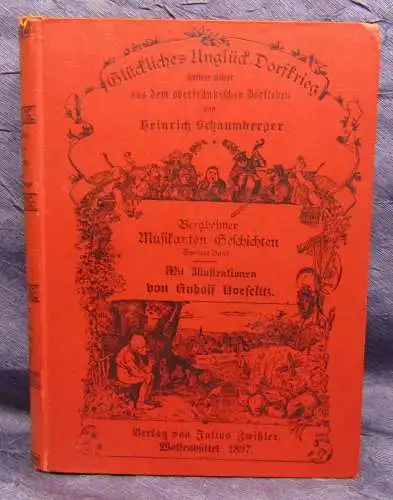 Glückliches Unglück. Dorfkrieg
heitere Bilder
aus dem oberfränkischen Dorfleben
von
Heinrich Schaumberger
Bergheimer
Musikanten-Geschichten
Zweiter Band
Mit Illustrationen
von Rudolf Koeselitz.
Verlag von Julius Zwißler.
Wolfenbüttel 1897.